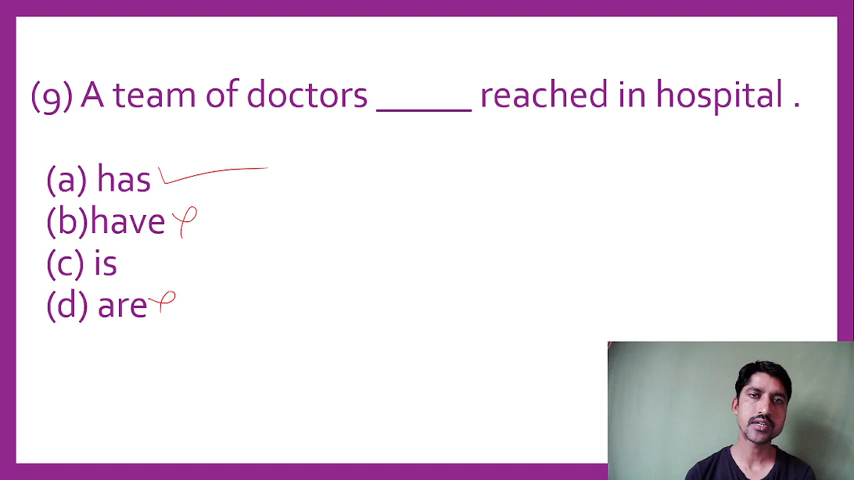 (9) A team of doctors ______ reached in hospital .
(a) has
(b)have
(c) is
(d) are